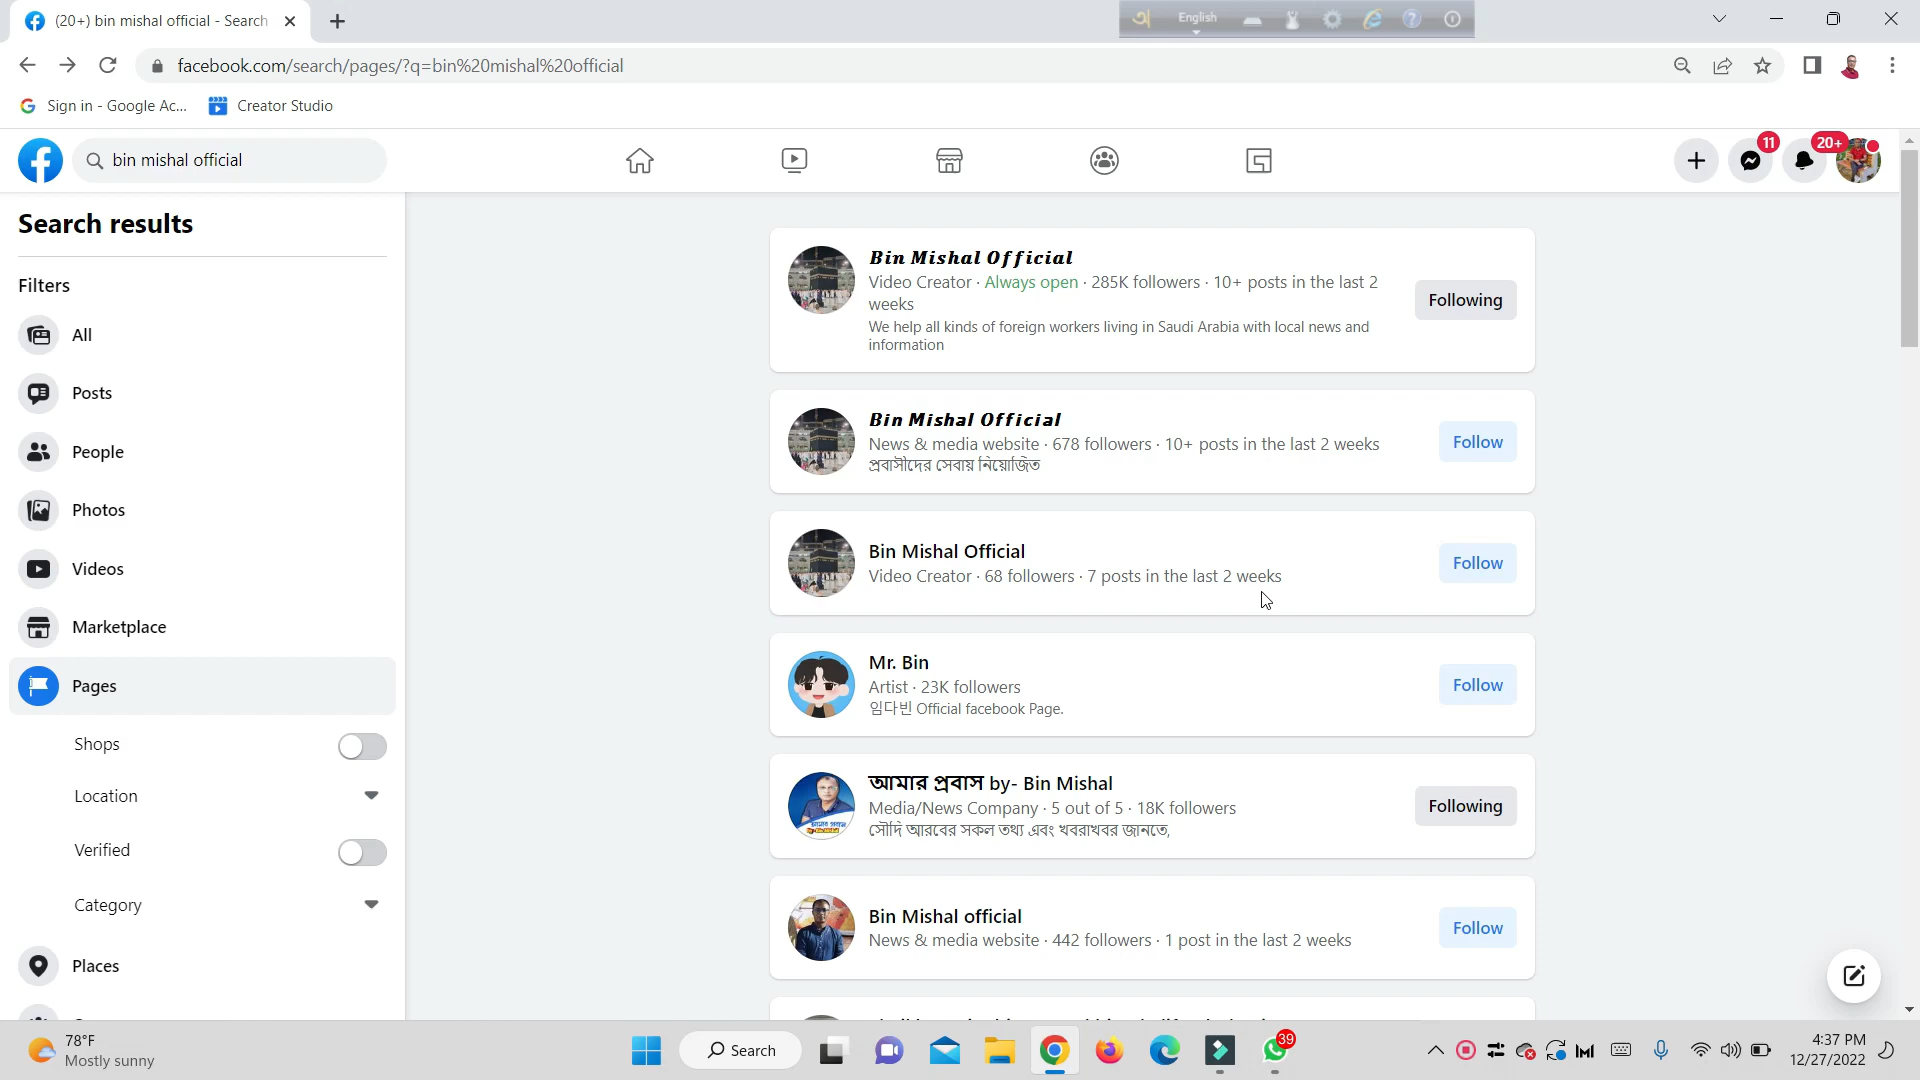 (20+) bin mishal official - Search
English
facebook.com/search/pages/?q=bin%20mishal%20official
Sign in - Google Ac...
Creator Studio
bin mishal official
11
20+
Search results
Filters
All
Posts
People
Photos
Videos
Marketplace
Pages
Shops
Location
Verified
Category
Places
Bin Mishal Official
Video Creator · Always open · 285K followers · 10+ posts in the last 2
weeks
We help all kinds of foreign workers living in Saudi Arabia with local news and
information
Following
Bin Mishal Official
News & media website · 678 followers · 10+ posts in the last 2 weeks
প্রবাসীদের সেবায় নিয়োজিত
Follow
Bin Mishal Official
Video Creator · 68 followers · 7 posts in the last 2 weeks
Follow
Mr. Bin
Artist · 23K followers
임다빈 Official facebook Page.
Follow
আমার প্রবাস by- Bin Mishal
Media/News Company · 5 out of 5 · 18K followers
সৌদি আরবের সকল তথ্য এবং খবরাখবর জানতে,
Following
Bin Mishal official
News & media website · 442 followers · 1 post in the last 2 weeks
Follow
78°F
Mostly sunny
Search
39
4:37 PM
12/27/2022